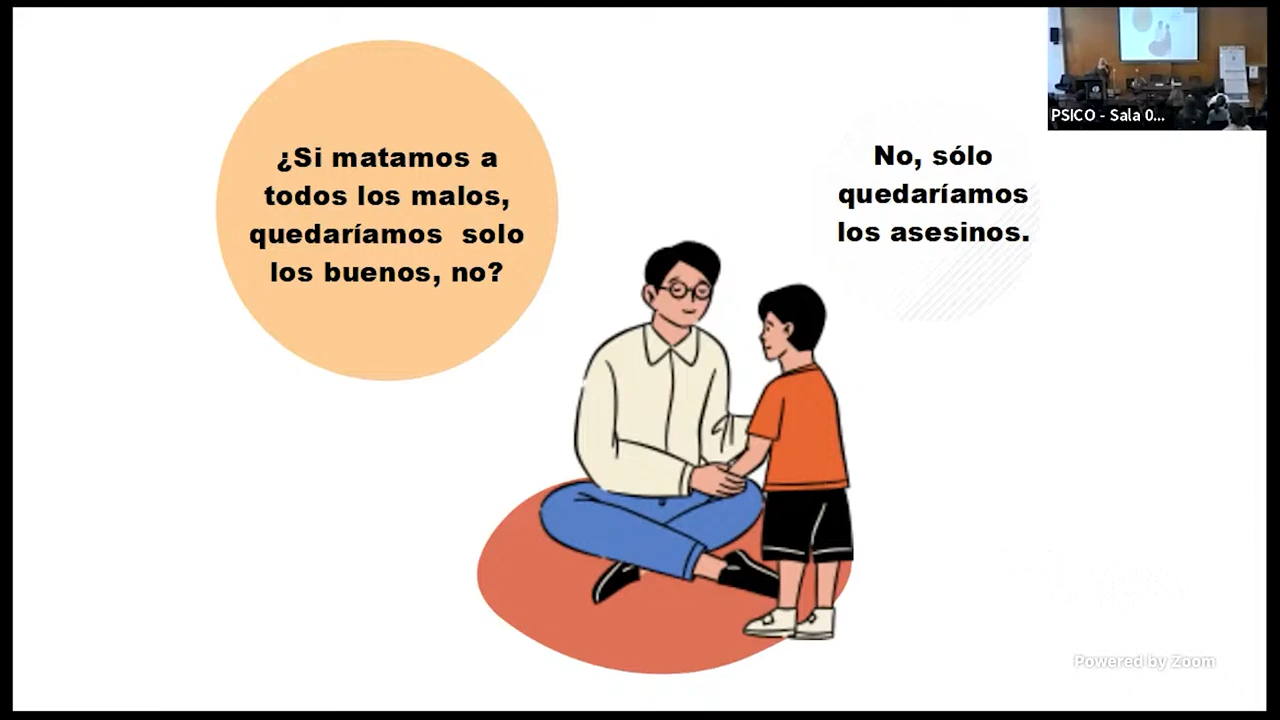 ¿Si matamos a
todos los malos,
quedaríamos solo
los buenos, no?
No, sólo
quedaríamos
los asesinos.
PSICO - Sala 0...
Powered by Zoom